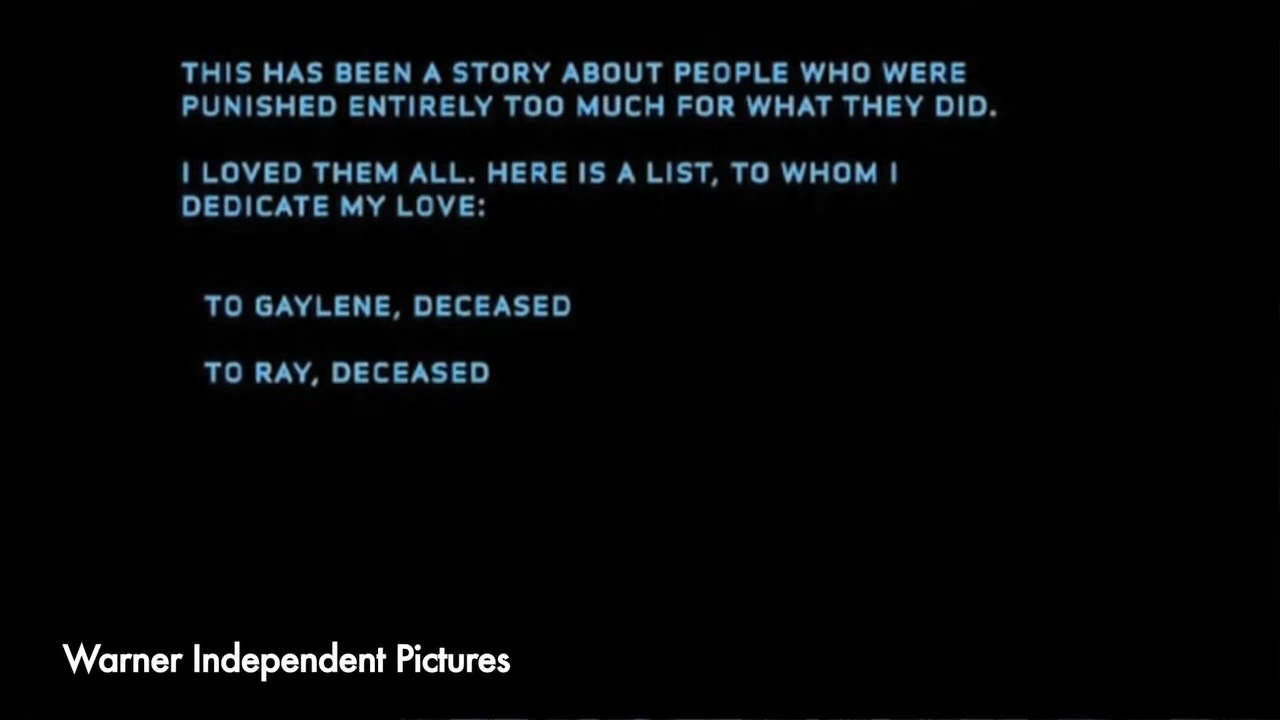 THIS HAS BEEN A STORY ABOUT PEOPLE WHO WERE
PUNISHED ENTIRELY TOO MUCH FOR WHAT THEY DID.
I LOVED THEM ALL. HERE IS A LIST, TO WHOM I
DEDICATE MY LOVE:
TO GAYLENE, DECEASED
TO RAY, DECEASED
Warner Independent Pictures